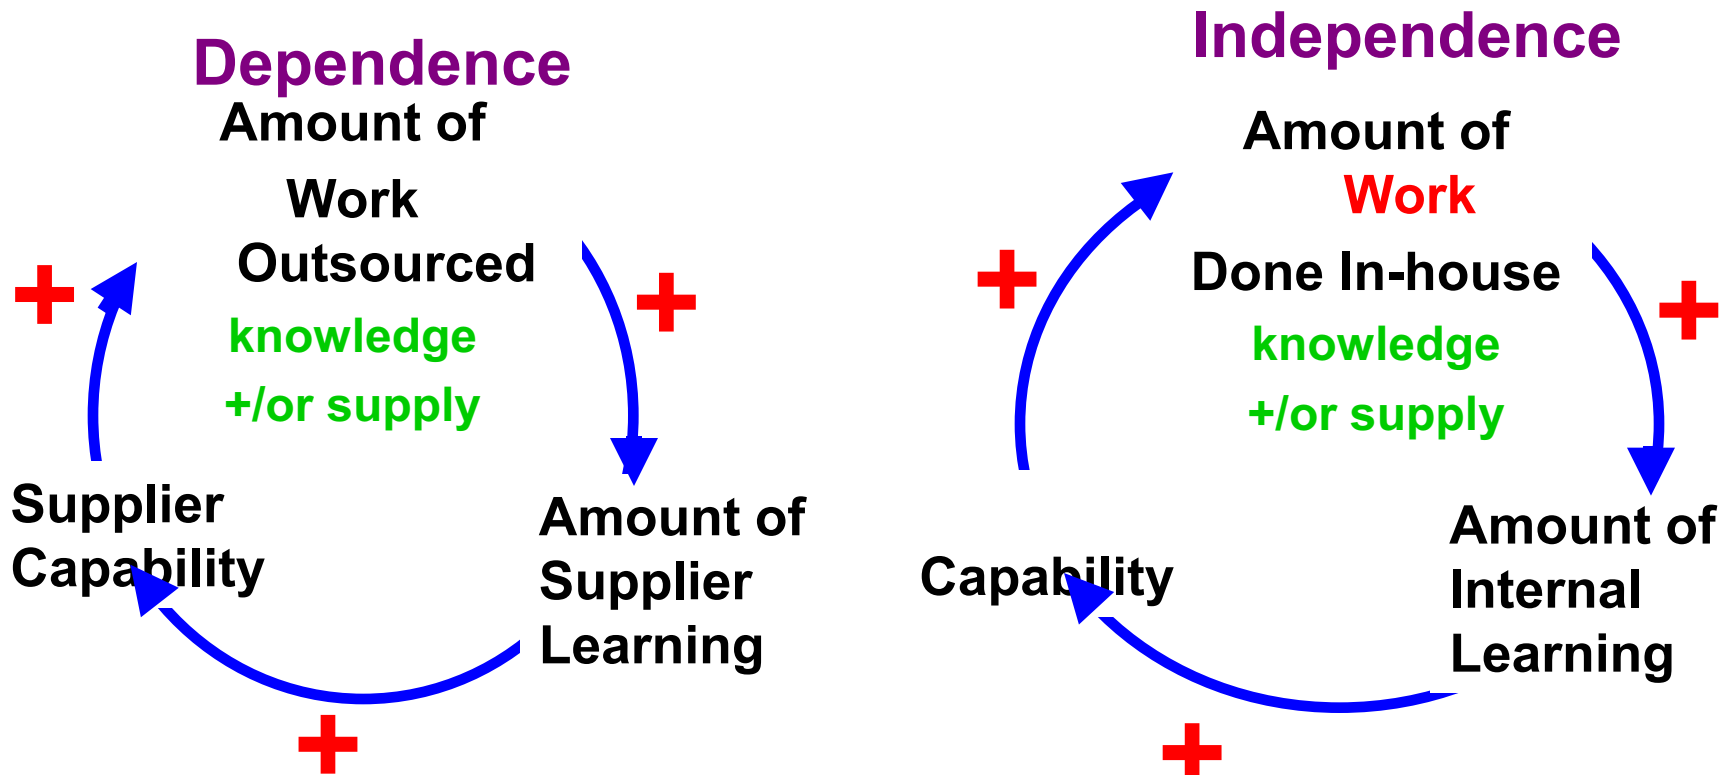 Dependence
Amount of
Work
Outsourced
knowledge
+/or supply
+
+
Supplier
Capability
Amount of
Supplier
Learning
+
Independence
Amount of
Work
Done In-house
knowledge
+/or supply
+
+
Capability
Amount of
Internal
Learning
+